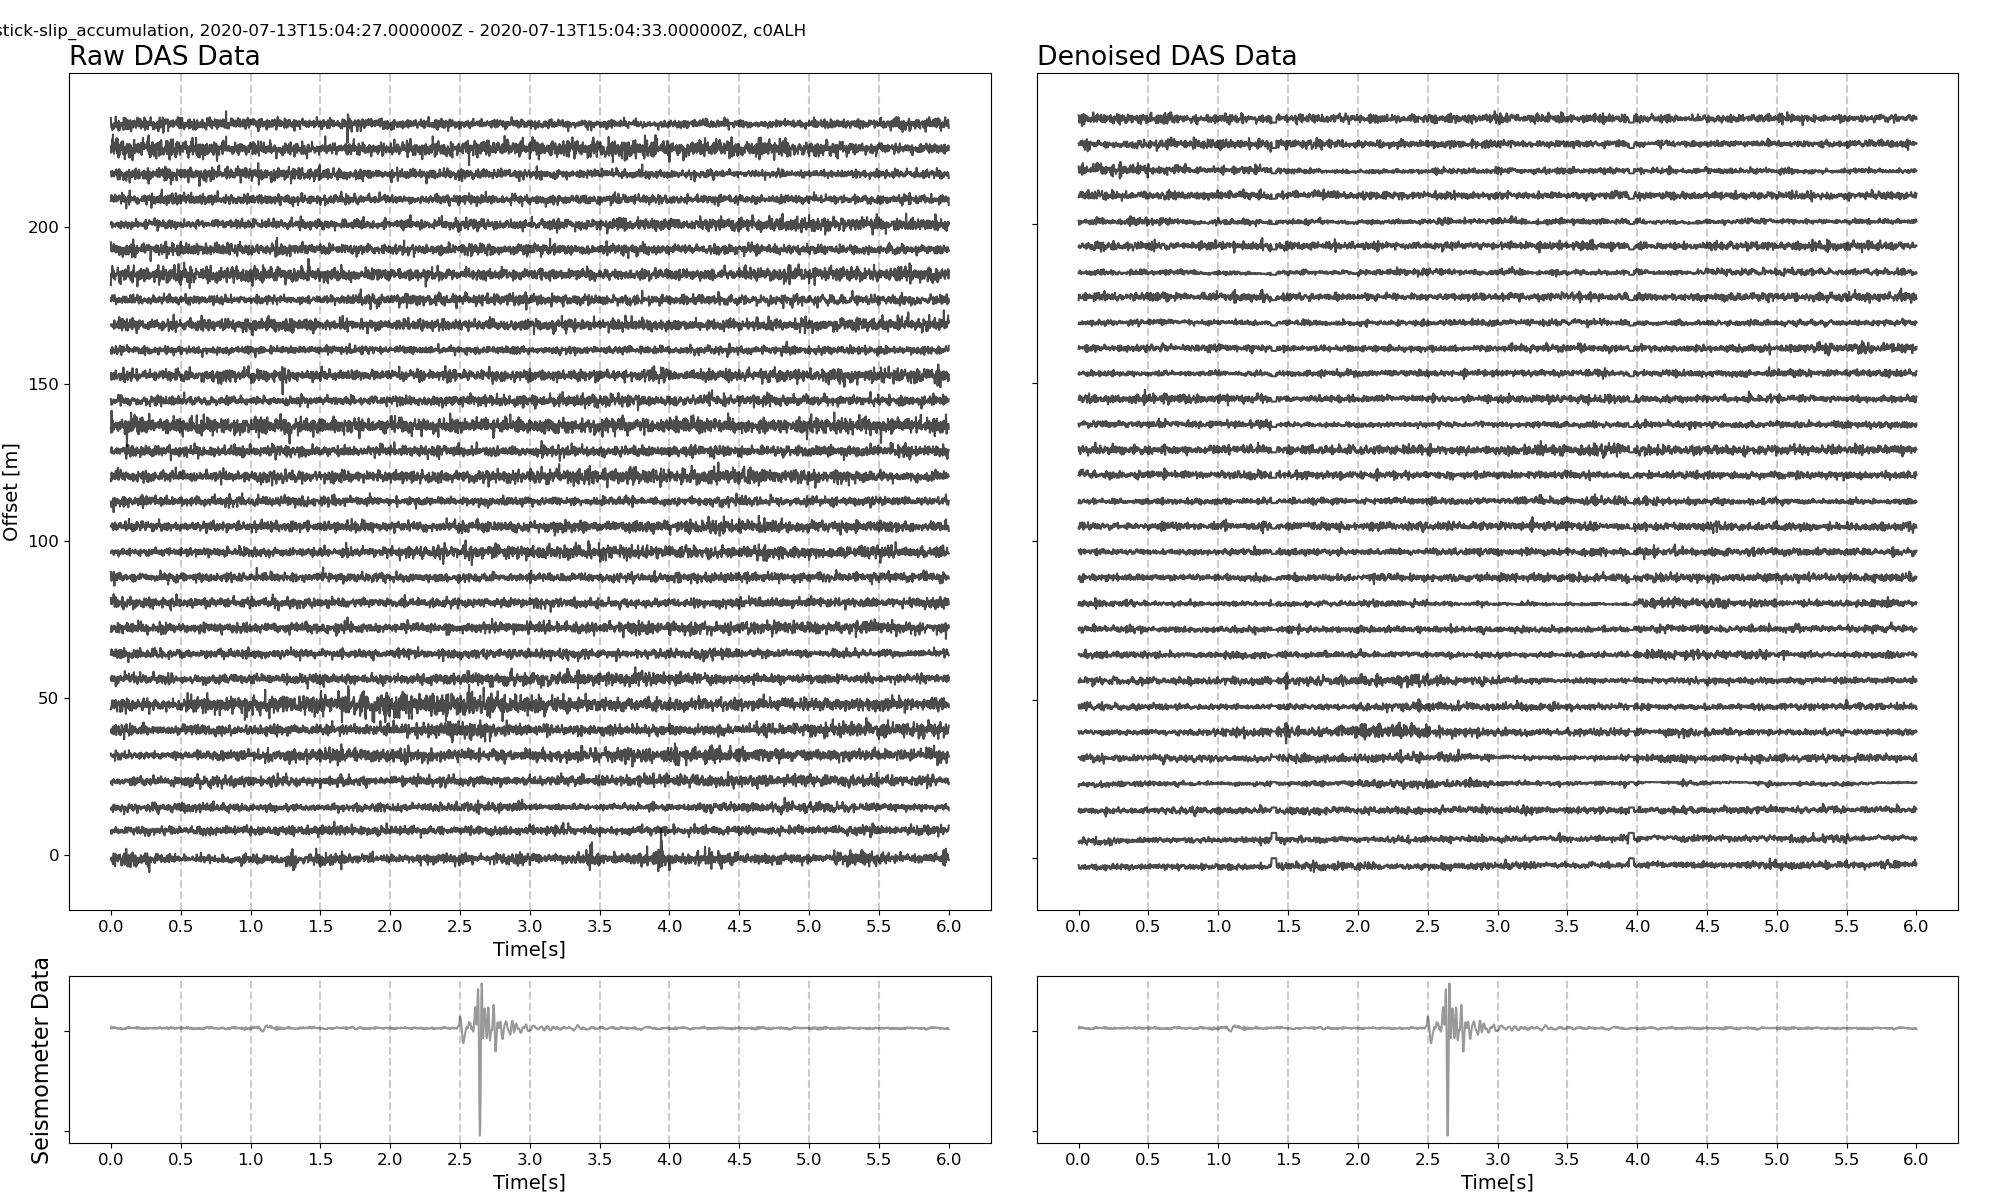 stick-slip_accumulation, 2020-07-13T15:04:27.000000Z - 2020-07-13T15:04:33.000000Z, c0ALH
Raw DAS Data
Denoised DAS Data
Offset [m]
200
150
100
50
0
0.0 0.5 1.0 1.5 2.0 2.5 3.0 3.5 4.0 4.5 5.0 5.5 6.0
Time[s]
0.0 0.5 1.0 1.5 2.0 2.5 3.0 3.5 4.0 4.5 5.0 5.5 6.0
Seismometer Data
0.0 0.5 1.0 1.5 2.0 2.5 3.0 3.5 4.0 4.5 5.0 5.5 6.0
Time[s]
0.0 0.5 1.0 1.5 2.0 2.5 3.0 3.5 4.0 4.5 5.0 5.5 6.0
Time[s]